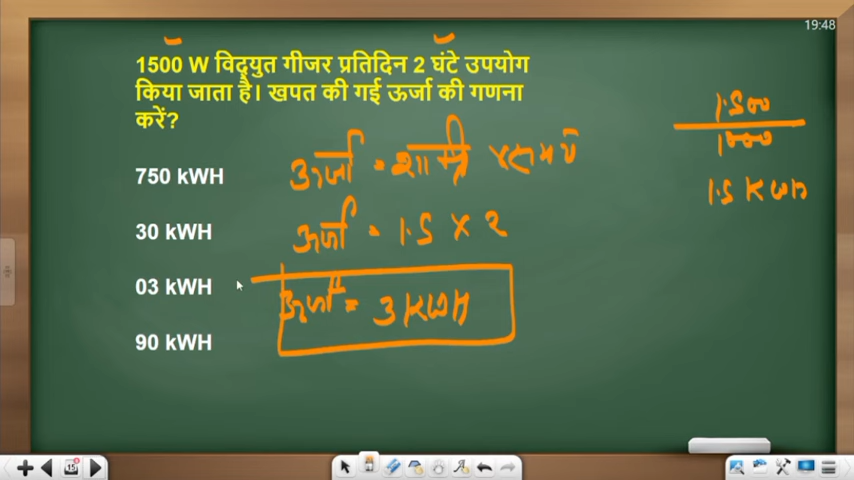 19:48
1500 W विद्युत गीजर प्रतिदिन 2 घंटे उपयोग
किया जाता है। खपत की गई ऊर्जा की गणना
करें?
750 kWH
30 kWH
03 kWH
90 kWH
ऊर्जा = शक्ति × समय
ऊर्जा = 1.5 × 2
ऊर्जा = 3 KWH
1500
1000
1.5 KWH